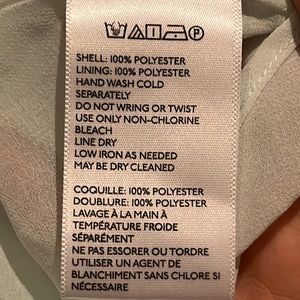 SHELL: 100% POLYESTER
LINING: 100% POLYESTER
HAND WASH COLD
SEPARATELY
DO NOT WRING OR TWIST
USE ONLY NON-CHLORINE
BLEACH
LINE DRY
LOW IRON AS NEEDED
MAY BE DRY CLEANED
COQUILLE: 100% POLYESTER
DOUBLURE: 100% POLYESTER
LAVAGE À LA MAIN À
TEMPÉRATURE FROIDE
SÉPARÉMENT
NE PAS ESSORER OU TORDRE
UTILISER UN AGENT DE
BLANCHIMENT SANS CHLORE SI
NÉCESSAIRE